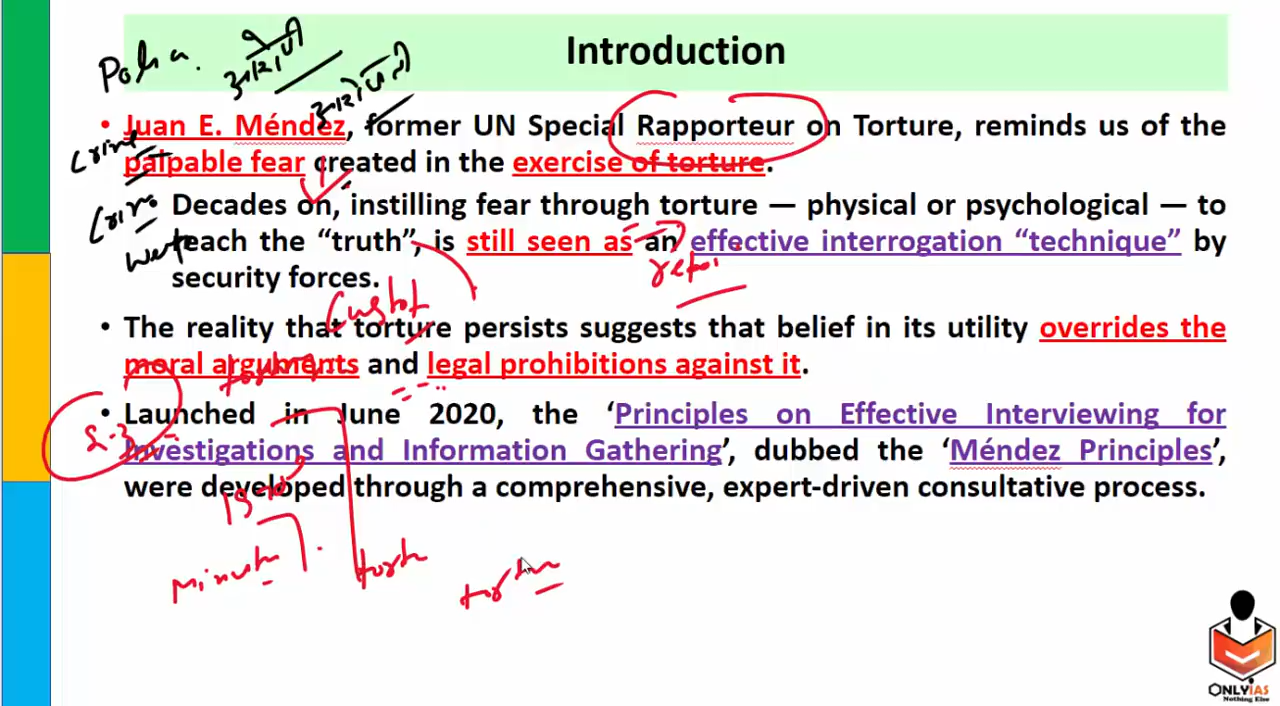 Introduction
• Juan E. Méndez, former UN Special Rapporteur on Torture, reminds us of the
palpable fear created in the exercise of torture.
Decades on, instilling fear through torture — physical or psychological — to
reach the “truth”, is still seen as an effective interrogation “technique” by
security forces.
• The reality that torture persists suggests that belief in its utility overrides the
moral arguments and legal prohibitions against it.
• Launched in June 2020, the ‘Principles on Effective Interviewing for
Investigations and Information Gathering’, dubbed the ‘Méndez Principles’,
were developed through a comprehensive, expert-driven consultative process.
minute
ONLYIAS
Nothing Else